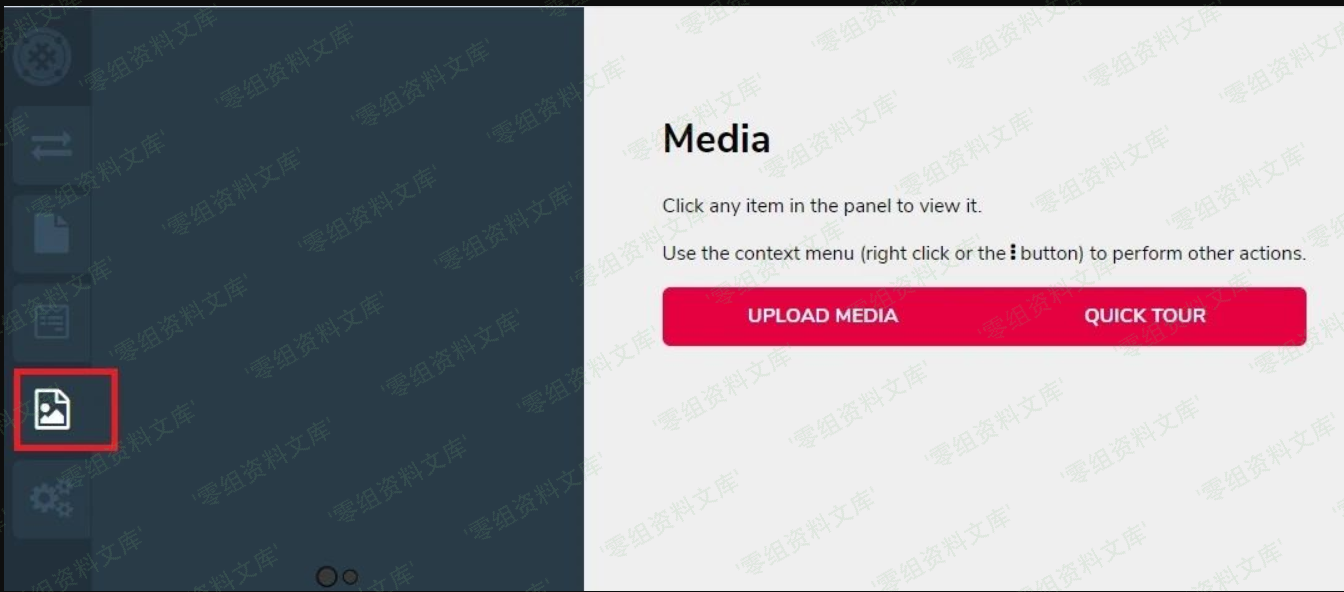 Media
Click any item in the panel to view it.
Use the context menu (right click or the ⋮ button) to perform other actions.
UPLOAD MEDIA QUICK TOUR
'零组资料文库'